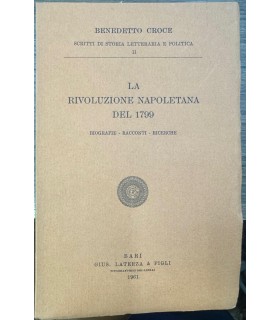 BENEDETTO CROCE
SCRITTI DI STORIA LETTERARIA E POLITICA
II
LA
RIVOLUZIONE NAPOLETANA
DEL 1799
BIOGRAFIE - RACCONTI - RICERCHE
BARI
GIUS. LATERZA & FIGLI
1961